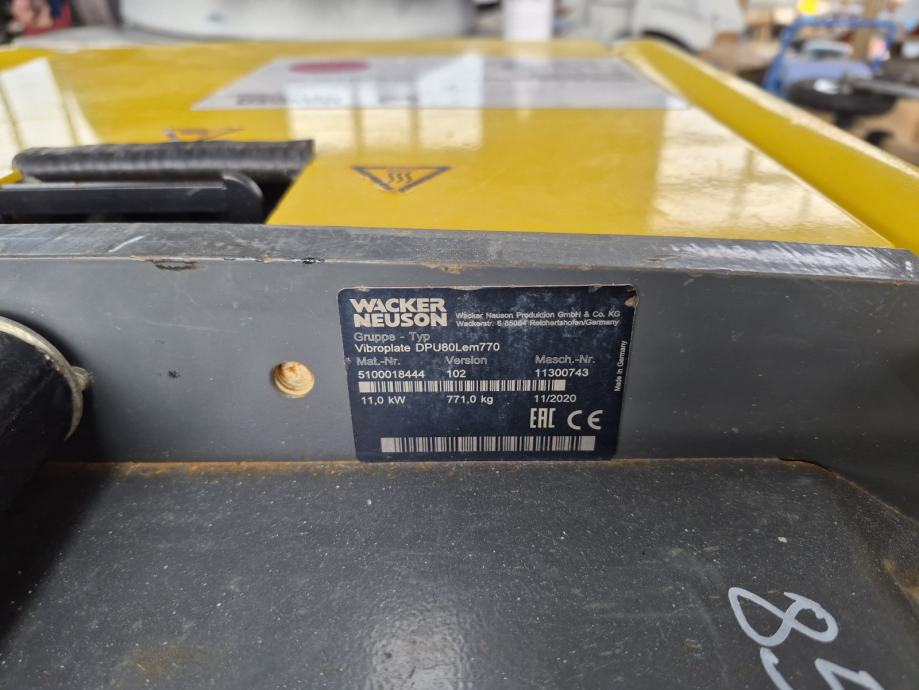 WACKER
NEUSON
Wacker Neuson Produktion GmbH & Co. KG
Wackerstr. 6 85084 Reichertshofen/Germany
Gruppe - Typ
Vibroplate DPU80Lem770
Mat.-Nr. Version Masch.-Nr.
5100018444 102 11300743
11,0 kW 771,0 kg 11/2020
EAC CE
Made in Germany
8